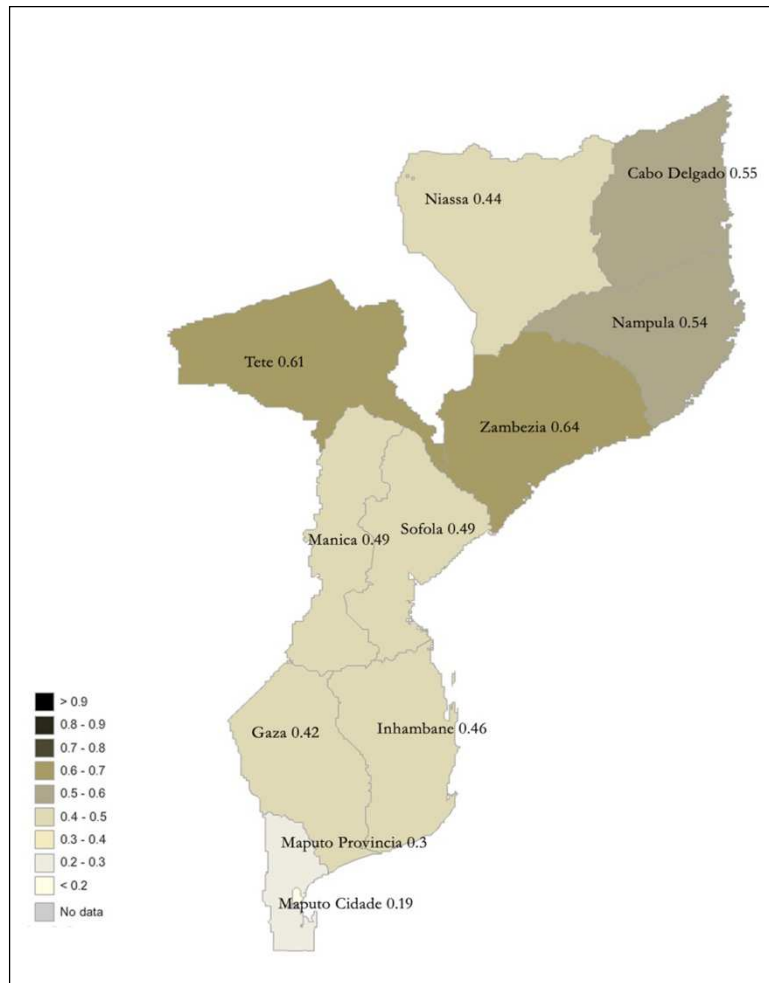 Cabo Delgado 0.55
Niassa 0.44
Nampula 0.54
Tete 0.61
Zambezia 0.64
Sofola 0.49
Manica 0.49
Inhambane 0.46
Gaza 0.42
Maputo Provincia 0.3
Maputo Cidade 0.19
> 0.9
0.8 - 0.9
0.7 - 0.8
0.6 - 0.7
0.5 - 0.6
0.4 - 0.5
0.3 - 0.4
0.2 - 0.3
< 0.2
No data